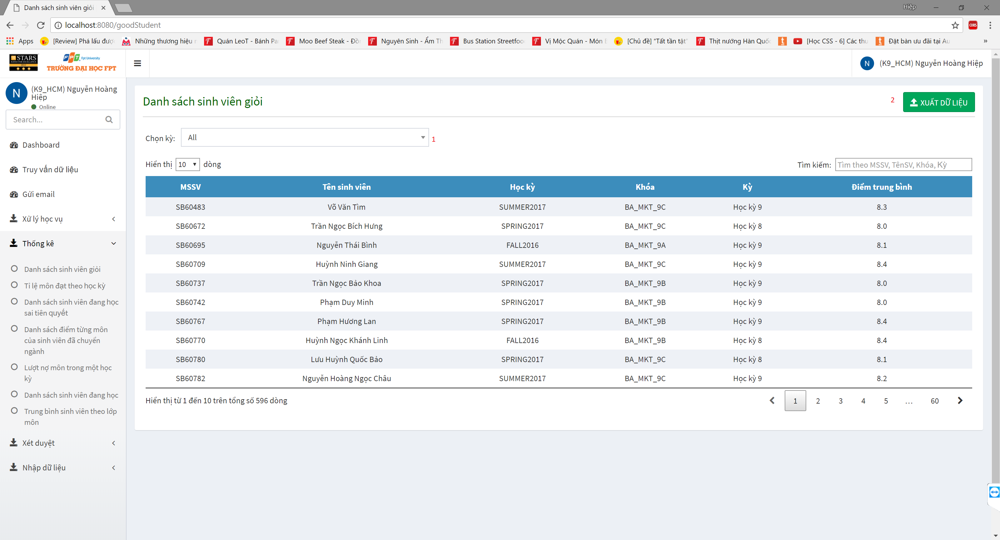 Danh sách sinh viên giỏi
Hiệp
localhost:8080/goodStudent
CORS
Apps
[Review] Phá lấu đượ
Những thương hiệu
Quán LeoT - Bánh
Moo Beef Steak -
Nguyên Sinh - Ẩm
Bus Station Streetfoo
Vị Mộc Quán - Món
[Chủ đề] “Tất tần tật”
Thịt nướng Hàn Quốc
[Học CSS - 6] Các
Đặt bàn ưu đãi tại
»
STARS
RATED FOR EXCELLENCE
2012
FPT Fpt University
TRƯỜNG ĐẠI HỌC FPT
N (K9_HCM) Nguyễn Hoàng Hiệp
N
(K9_HCM) Nguyễn Hoàng
Hiệp
Online
Search...
Dashboard
Truy vấn dữ liệu
Gửi email
Xử lý học vụ
Thống kê
Danh sách sinh viên giỏi
Tỉ lệ môn đạt theo học kỳ
Danh sách sinh viên đang học
sai tiên quyết
Danh sách điểm từng môn
của sinh viên đã chuyển
ngành
Lượt nợ môn trong một học
kỳ
Danh sách sinh viên đang học
Trung bình sinh viên theo lớp
môn
Xét duyệt
Nhập dữ liệu
Danh sách sinh viên giỏi
2 XUẤT DỮ LIỆU
Chọn kỳ: All 1
Hiển thị 10 dòng
Tìm kiếm: Tìm theo MSSV, TênSV, Khóa, Kỳ
MSSV Tên sinh viên Học kỳ Khóa Kỳ Điểm trung bình
SB60483 Võ Văn Tìm SUMMER2017 BA_MKT_9C Học kỳ 9 8.3
SB60672 Trần Ngọc Bích Hưng SPRING2017 BA_MKT_9C Học kỳ 8 8.0
SB60695 Nguyễn Thái Bình FALL2016 BA_MKT_9A Học kỳ 9 8.1
SB60709 Huỳnh Ninh Giang SUMMER2017 BA_MKT_9C Học kỳ 9 8.4
SB60737 Trần Ngọc Bảo Khoa SPRING2017 BA_MKT_9B Học kỳ 9 8.0
SB60742 Phạm Duy Minh SPRING2017 BA_MKT_9B Học kỳ 9 8.0
SB60767 Phạm Hương Lan SPRING2017 BA_MKT_9B Học kỳ 9 8.4
SB60770 Huỳnh Ngọc Khánh Linh FALL2016 BA_MKT_9B Học kỳ 8 8.4
SB60780 Lưu Huỳnh Quốc Bảo SPRING2017 BA_MKT_9C Học kỳ 8 8.1
SB60782 Nguyễn Hoàng Ngọc Châu SUMMER2017 BA_MKT_9C Học kỳ 9 8.2
Hiển thị từ 1 đến 10 trên tổng số 596 dòng
1 2 3 4 5 ... 60